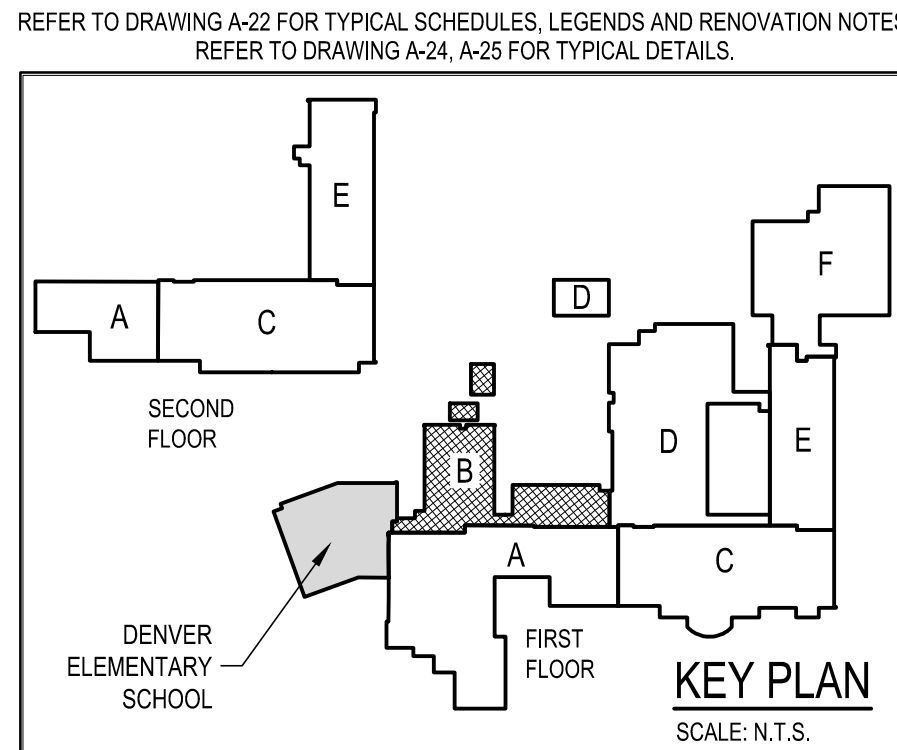 REFER TO DRAWING A-22 FOR TYPICAL SCHEDULES, LEGENDS AND RENOVATION NOTES
REFER TO DRAWING A-24, A-25 FOR TYPICAL DETAILS.
E
A
C
SECOND
FLOOR
F
D
D
E
B
A
C
DENVER
ELEMENTARY
SCHOOL
FIRST
FLOOR
KEY PLAN
SCALE: N.T.S.